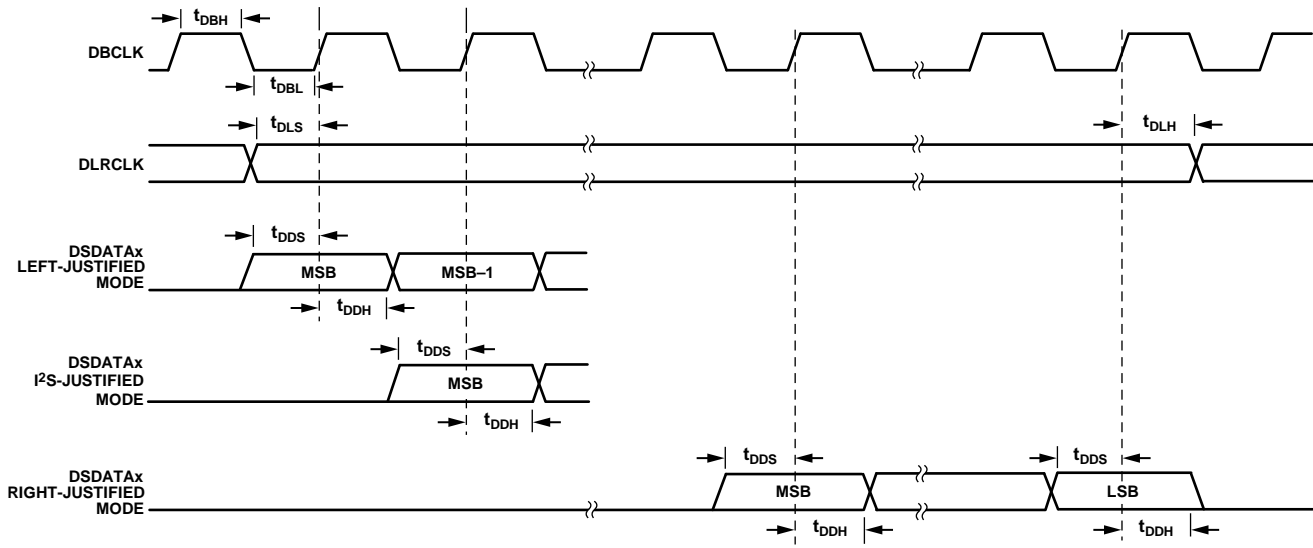 tDBH
DBCLK
tDBL
tDLS
tDLH
DLRCLK
tDDS
DSDATAx
LEFT-JUSTIFIED
MODE
MSB
MSB–1
tDDH
tDDS
DSDATAx
I2S-JUSTIFIED
MODE
MSB
tDDH
tDDS
tDDS
DSDATAx
RIGHT-JUSTIFIED
MODE
MSB
LSB
tDDH
tDDH